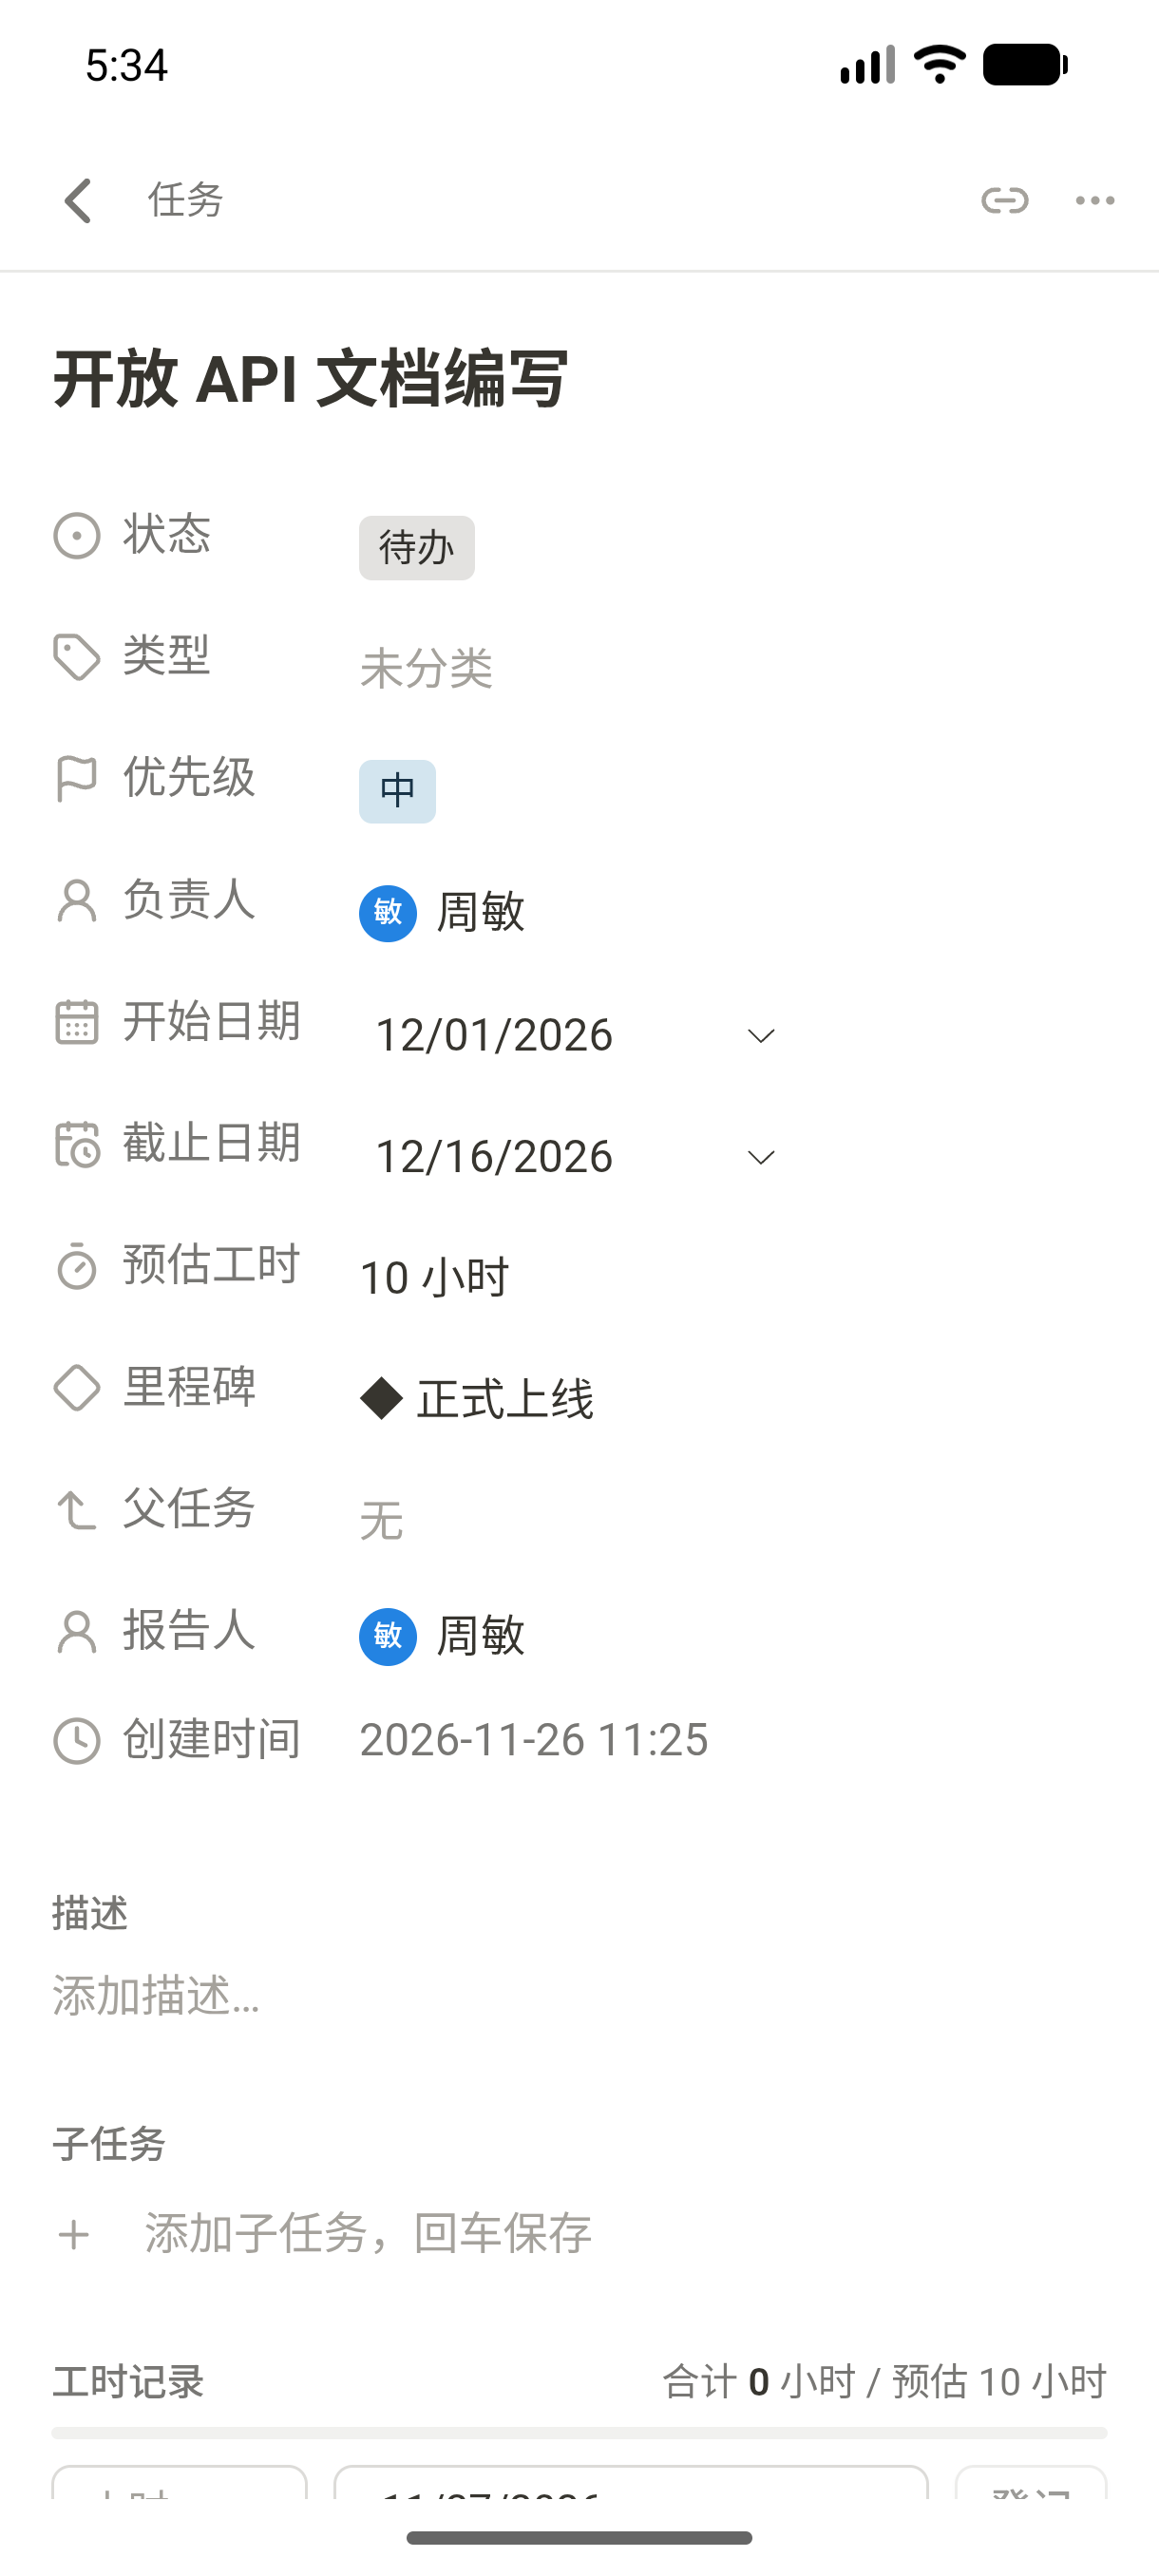 5:34
任务
开放 API 文档编写
状态 待办
类型 未分类
优先级 中
负责人 敏 周敏
开始日期 12/01/2026
截止日期 12/16/2026
预估工时 10 小时
里程碑 ◆ 正式上线
父任务 无
报告人 敏 周敏
创建时间 2026-11-26 11:25
描述
添加描述...
子任务
添加子任务，回车保存
工时记录 合计 0 小时 / 预估 10 小时